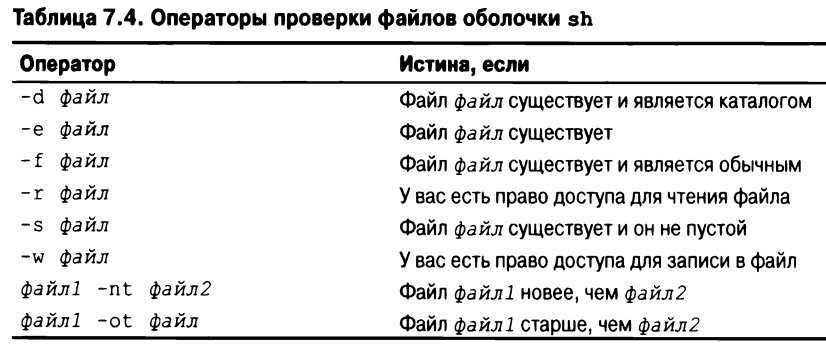 Таблица 7.4. Операторы проверки файлов оболочки sh
Оператор Истина, если
-d файл Файл файл существует и является каталогом
-e файл Файл файл существует
-f файл Файл файл существует и является обычным
-r файл У вас есть право доступа для чтения файла
-s файл Файл файл существует и он не пустой
-w файл У вас есть право доступа для записи в файл
файл1 -nt файл2 Файл файл1 новее, чем файл2
файл1 -ot файл Файл файл1 старше, чем файл2